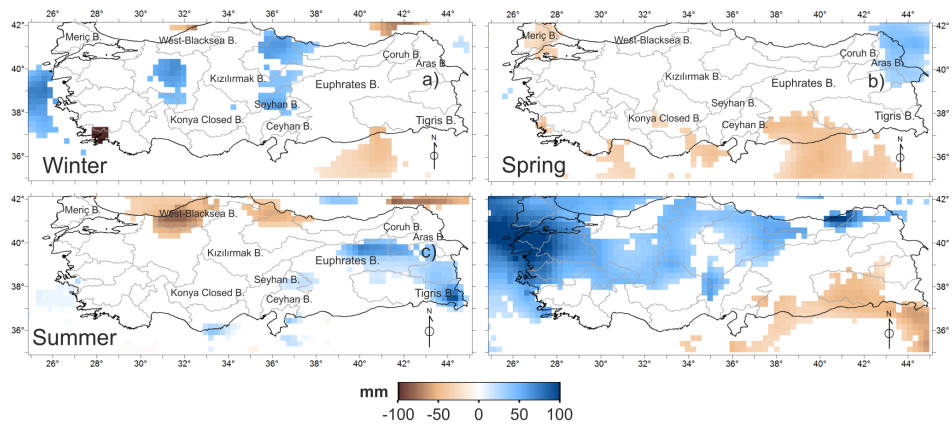 26° 28° 30° 32° 34° 36° 38° 40° 42° 44°
26° 28° 30° 32° 34° 36° 38° 40° 42° 44°
42°
40°
38°
36°
Meriç B.
West-Blacksea B.
Çoruh B.
Aras B.
Kızılırmak B.
Euphrates B.
a)
Seyhan B.
Konya Closed B.
Ceyhan B.
Tigris B.
N
Winter
Meriç B.
West-Blacksea B.
Çoruh B.
Aras B.
Kızılırmak B.
Euphrates B.
b)
Seyhan B.
Konya Closed B.
Ceyhan B.
Tigris B.
N
Spring
42°
40°
38°
36°
42°
40°
38°
36°
Meriç B.
West-Blacksea B.
Çoruh B.
Aras B.
Kızılırmak B.
Euphrates B.
c)
Seyhan B.
Konya Closed B.
Ceyhan B.
Tigris B.
N
Summer
N
42°
40°
38°
36°
26° 28° 30° 32° 34° 36° 38° 40° 42° 44°
26° 28° 30° 32° 34° 36° 38° 40° 42° 44°
mm
-100 -50 0 50 100